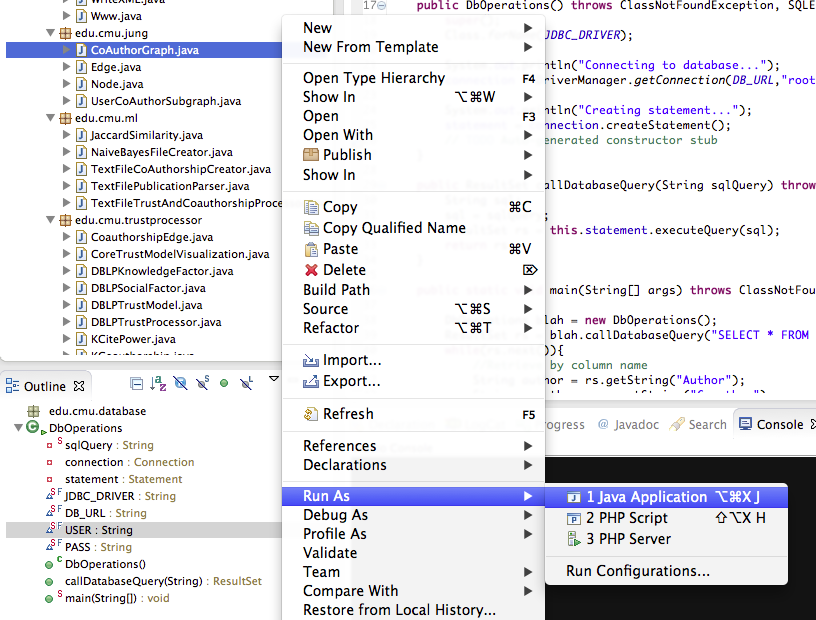 WriteXML.java
Www.java
edu.cmu.jung
CoAuthorGraph.java
Edge.java
Node.java
UserCoAuthorSubgraph.java
edu.cmu.ml
JaccardSimilarity.java
NaiveBayesFileCreator.java
TextFileCoAuthorshipCreator.java
TextFilePublicationParser.java
TextFileTrustAndCoauthorshipProce
edu.cmu.trustprocessor
CoauthorshipEdge.java
CoreTrustModelVisualization.java
DBLPKnowledgeFactor.java
DBLPSocialFactor.java
DBLPTrustModel.java
DBLPTrustProcessor.java
KCitePower.java
KCoauthorship.java
Outline
edu.cmu.database
DbOperations
sqlQuery : String
connection : Connection
statement : Statement
JDBC_DRIVER : String
DB_URL : String
USER : String
PASS : String
DbOperations()
callDatabaseQuery(String) : ResultSet
main(String[]) : void
New
New From Template
Open Type Hierarchy F4
Show In ⌥⌘W
Open F3
Open With
Publish
Show In
Copy ⌘C
Copy Qualified Name
Paste ⌘V
Delete ⌦
Build Path
Source ⌥⌘S
Refactor ⌥⌘T
Import...
Export...
Refresh F5
References
Declarations
Run As
Debug As
Profile As
Validate
Team
Compare With
Restore from Local History...
1 Java Application ⌥⌘X J
2 PHP Script ⇧⌥X H
3 PHP Server
Run Configurations...
17 public DbOperations() throws ClassNotFoundException, SQLE
JDBC_DRIVER);
println("Connecting to database...");
riverManager.getConnection(DB_URL,"root
ntln("Creating statement...");
nnection.createStatement();
enerated constructor stub
allDatabaseQuery(String sqlQuery) throw
this.statement.executeQuery(sql);
main(String[] args) throws ClassNotFou
lah = new DbOperations();
blah.callDatabaseQuery("SELECT * FROM
)){
by column name
or = rs.getString("Author");
ogress
@ Javadoc
Search
Console